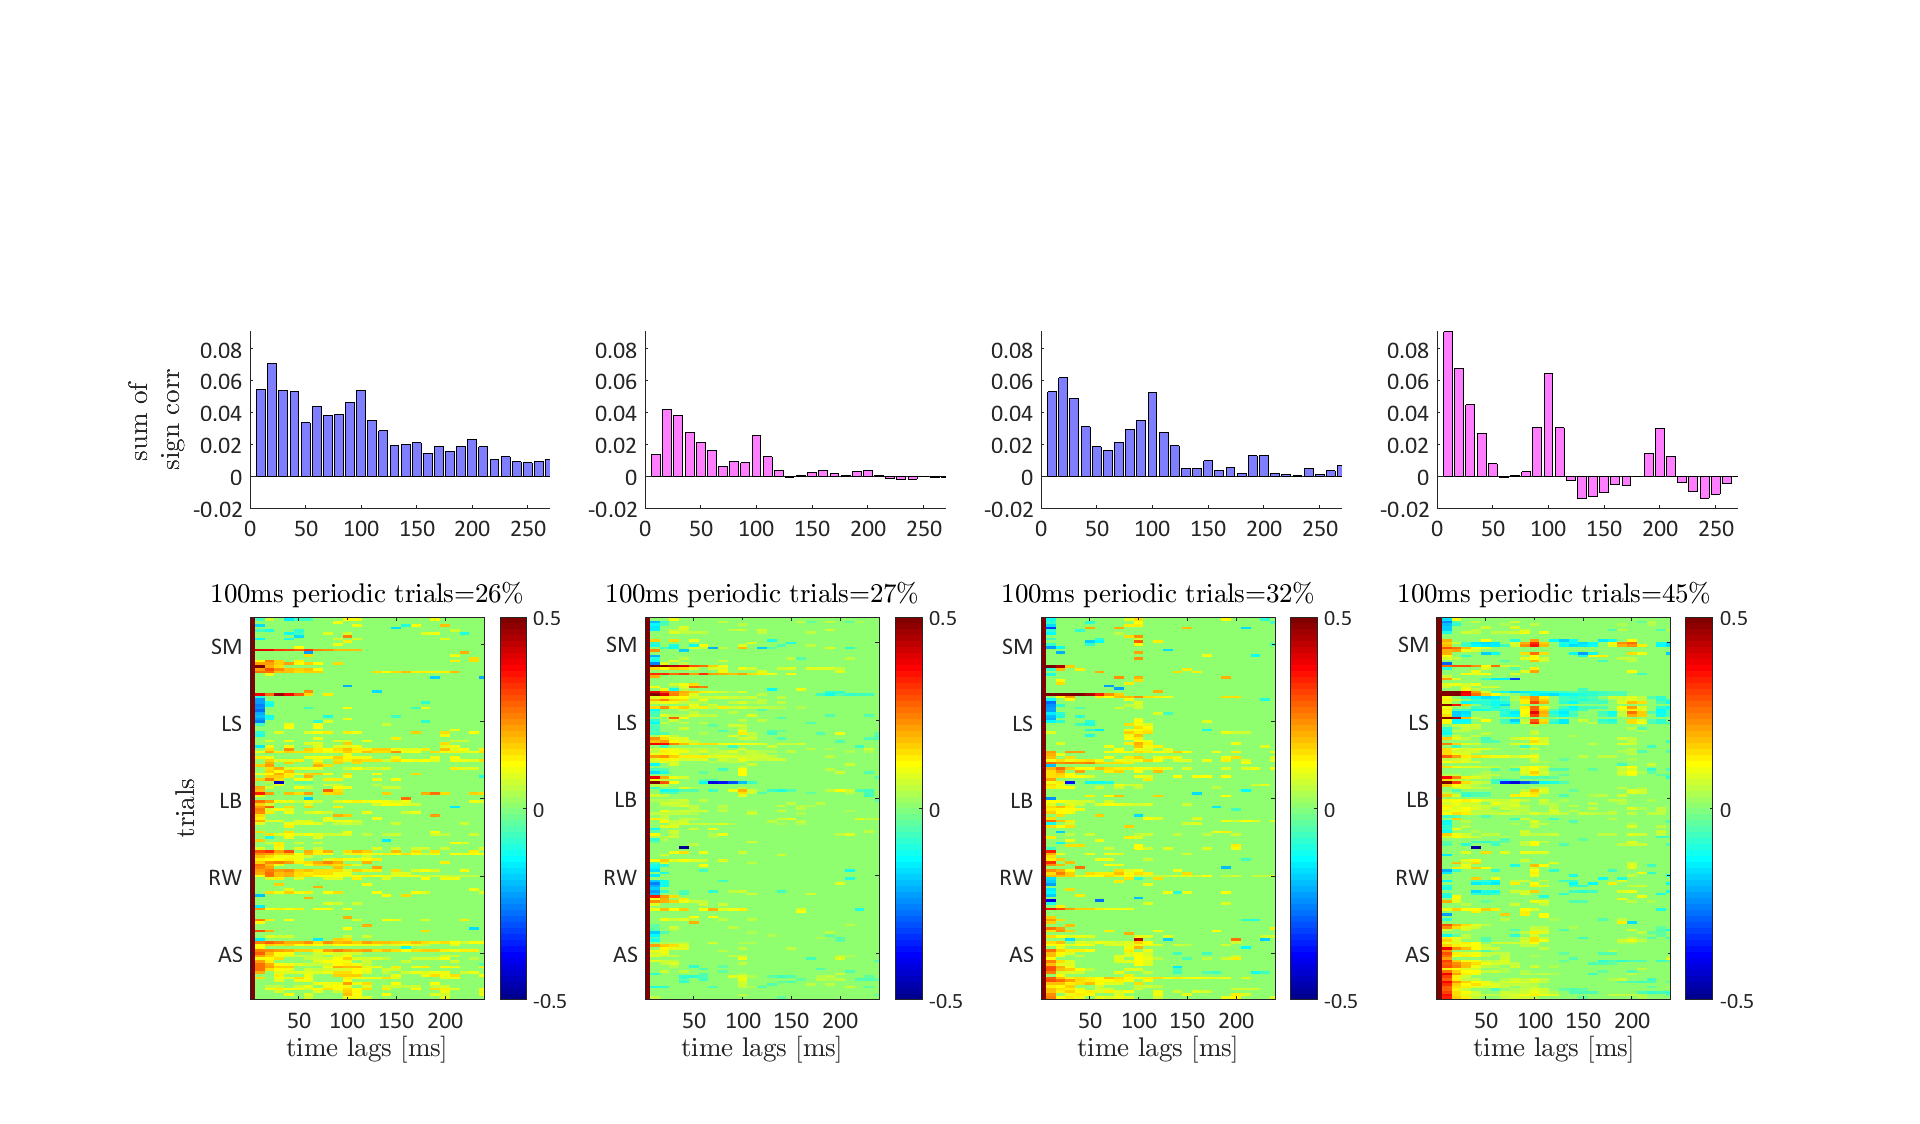 sum of
sign corr
0.08 0.06 0.04 0.02 0 -0.02
0 50 100 150 200 250
0.08 0.06 0.04 0.02 0 -0.02
0 50 100 150 200 250
0.08 0.06 0.04 0.02 0 -0.02
0 50 100 150 200 250
0.08 0.06 0.04 0.02 0 -0.02
0 50 100 150 200 250
trials
100ms periodic trials=26%
SM LS LB RW AS
0.5 0 -0.5
50 100 150 200
time lags [ms]
100ms periodic trials=27%
SM LS LB RW AS
0.5 0 -0.5
50 100 150 200
time lags [ms]
100ms periodic trials=32%
SM LS LB RW AS
0.5 0 -0.5
50 100 150 200
time lags [ms]
100ms periodic trials=45%
SM LS LB RW AS
0.5 0 -0.5
50 100 150 200
time lags [ms]